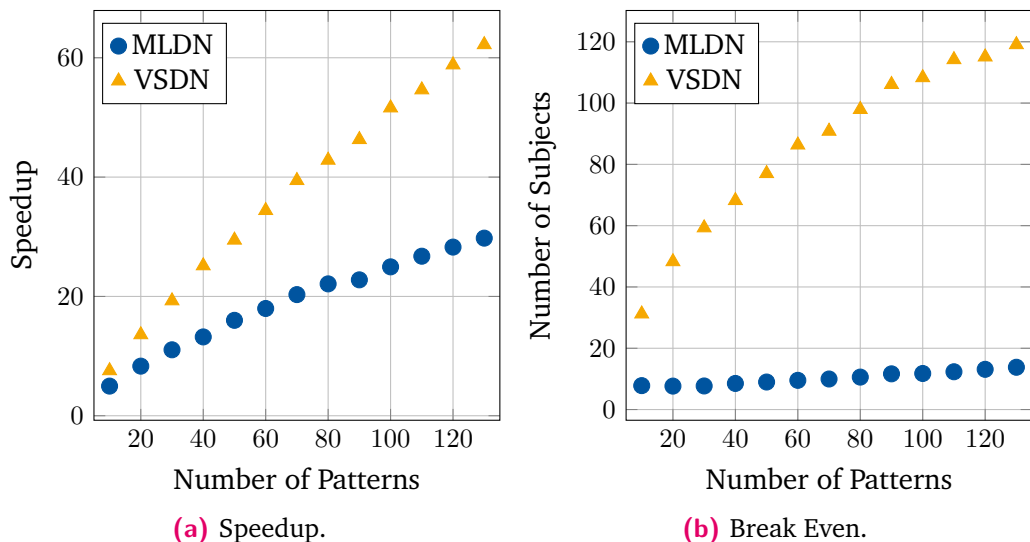 MLDN
VSDN
60
40
20
0
Speedup
20 40 60 80 100 120
Number of Patterns
(a) Speedup.
MLDN
VSDN
120
100
80
60
40
20
0
Number of Subjects
20 40 60 80 100 120
Number of Patterns
(b) Break Even.